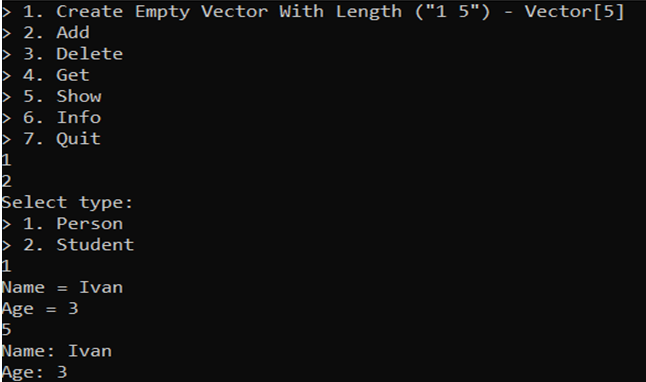 > 1. Create Empty Vector With Length ("1 5") - Vector[5]
> 2. Add
> 3. Delete
> 4. Get
> 5. Show
> 6. Info
> 7. Quit
1
2
Select type:
> 1. Person
> 2. Student
1
Name = Ivan
Age = 3
5
Name: Ivan
Age: 3